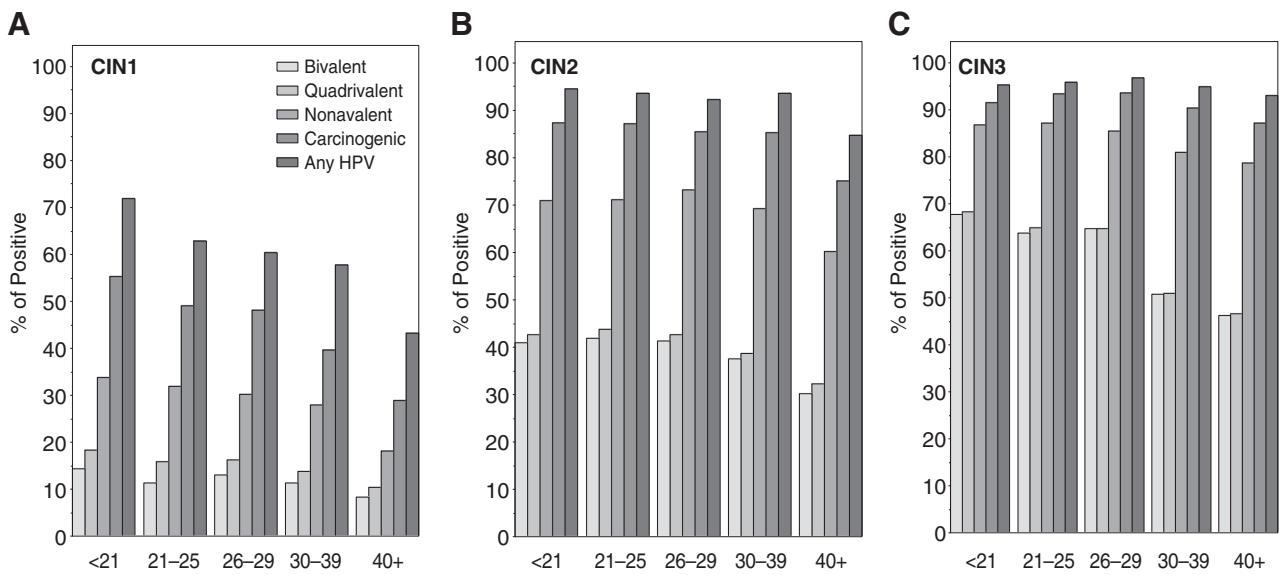 A
CIN1
Bivalent
Quadrivalent
Nonavalent
Carcinogenic
Any HPV
% of Positive
100
90
80
70
60
50
40
30
20
10
0
<21 21–25 26–29 30–39 40+
B
CIN2
% of Positive
100
90
80
70
60
50
40
30
20
10
0
<21 21–25 26–29 30–39 40+
C
CIN3
% of Positive
100
90
80
70
60
50
40
30
20
10
0
<21 21–25 26–29 30–39 40+